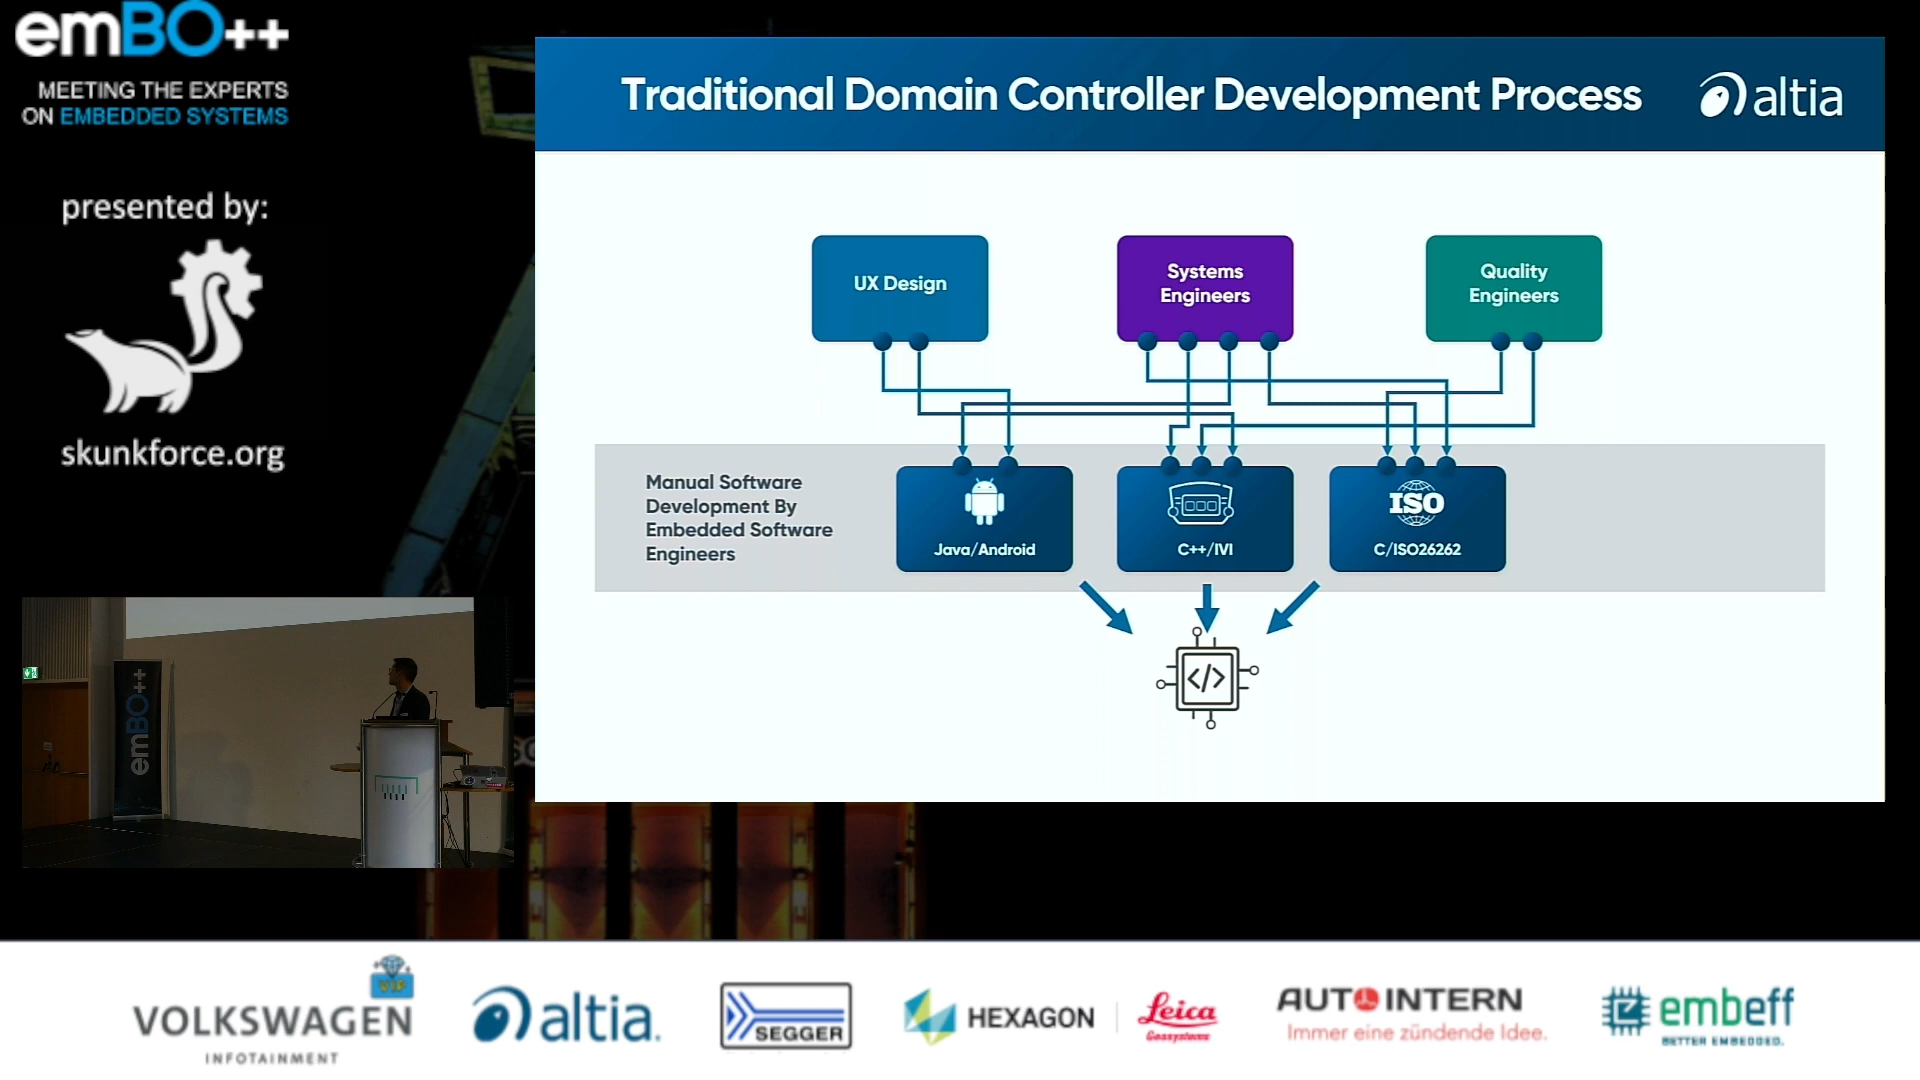 emBO++
MEETING THE EXPERTS
ON EMBEDDED SYSTEMS
presented by:
skunkforce.org
Traditional Domain Controller Development Process
altia
UX Design
Systems
Engineers
Quality
Engineers
Manual Software
Development By
Embedded Software
Engineers
Java/Android
C++/IVI
ISO
C/ISO26262
</>
emBO++
VIP
VOLKSWAGEN
INFOTAINMENT
altia.
SEGGER
HEXAGON
Leica
Geosystems
AUTOINTERN
Immer eine zündende Idee.
embeff
BETTER EMBEDDED.